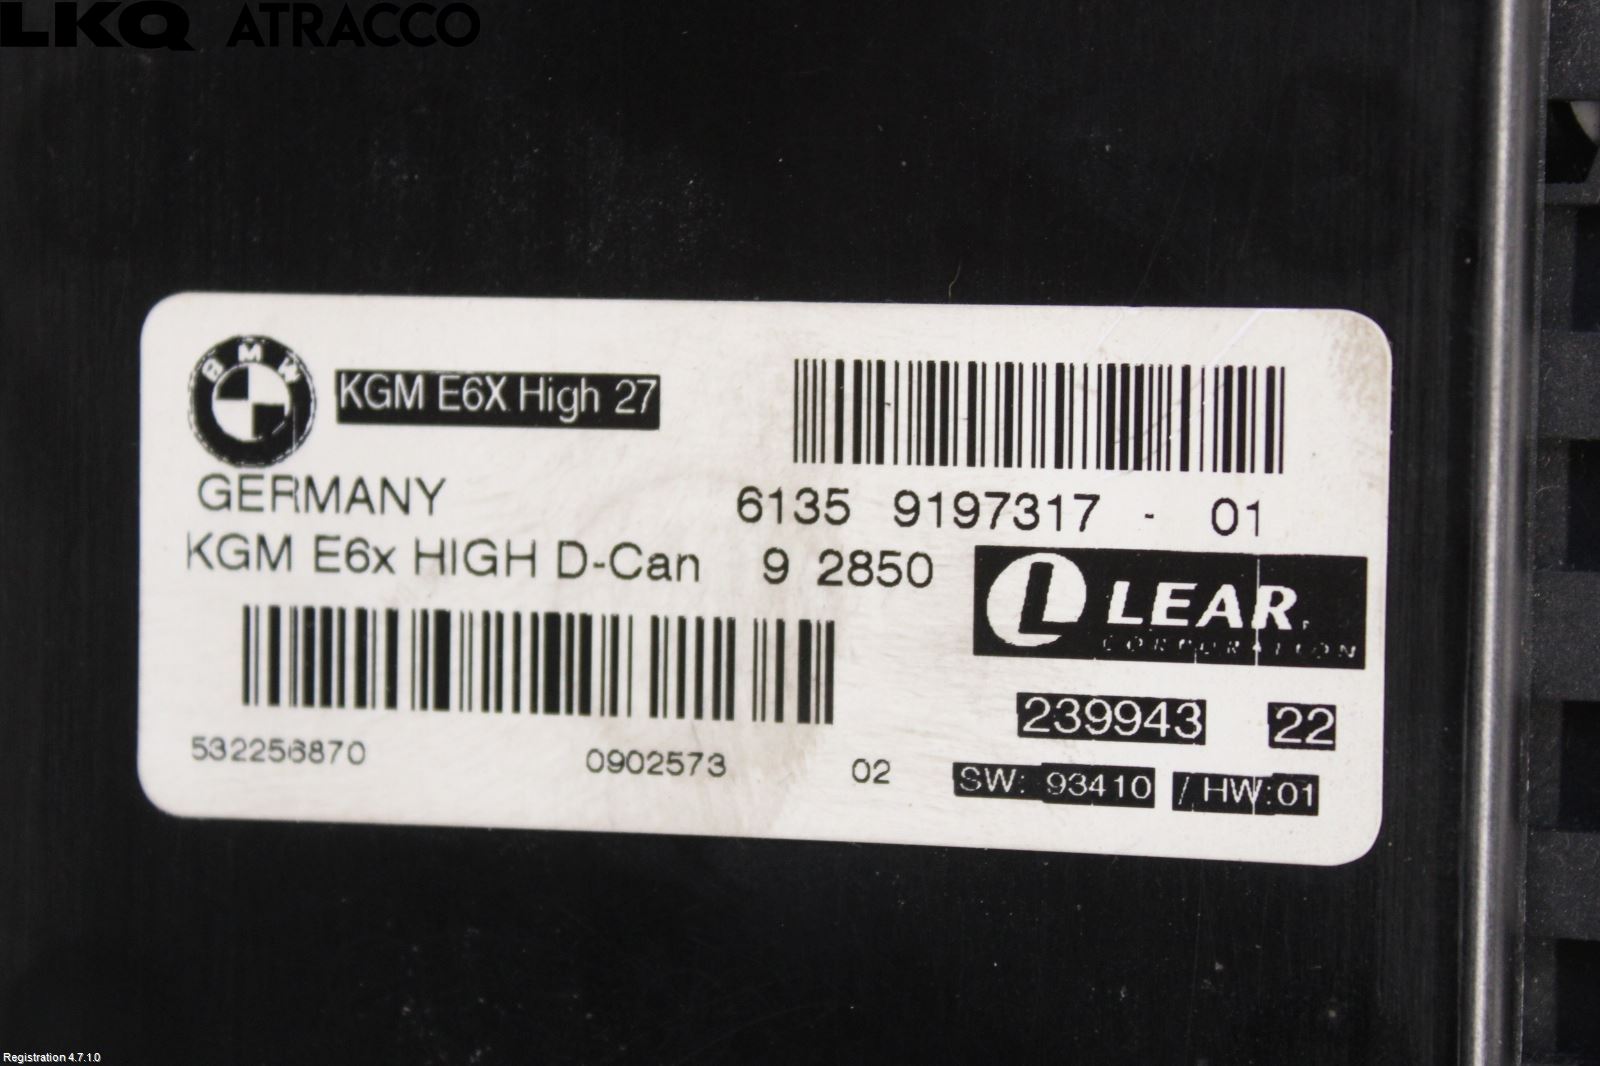 LKQ ATRACCO
BMW
KGM E6X High 27
GERMANY
6135 9197317 - 01
KGM E6x HIGH D-Can 9 2850
LEAR
CORPORATION
239943 22
532256870 0902573 02
SW: 93410 / HW:01
Registration 4.7.1.0